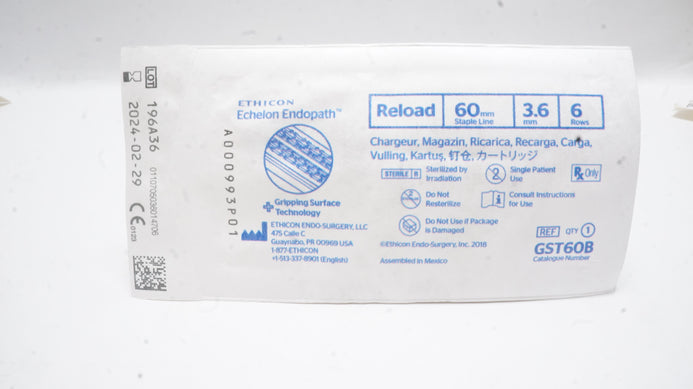 LOT
196A36
2024-02-29
CE 0123
A000993P01
ETHICON
Echelon Endopath™
Gripping Surface
Technology
ETHICON ENDO-SURGERY, LLC
475 Calle C
Guaynabo, PR 00969 USA
1-877-ETHICON
+1-513-337-8901 (English)
Reload
60mm
Staple Line
3.6
mm
6
Rows
Chargeur, Magazin, Ricarica, Recarga, Carga,
Vulling, Kartuş, 钉仓, カートリッジ
STERILE R
Sterilized by
Irradiation
2
Single Patient
Use
Rx Only
Do Not
Resterilize
Consult Instructions
for Use
Do Not Use if Package
is Damaged
©Ethicon Endo-Surgery, Inc. 2016
Assembled in Mexico
REF
QTY 1
GST60B
Catalogue Number